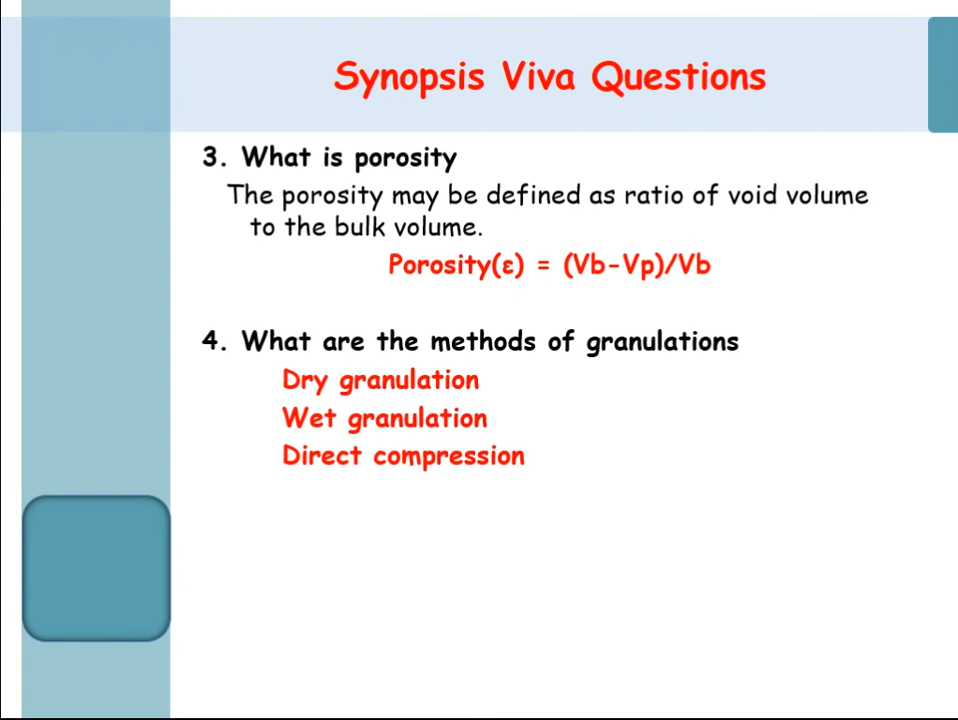 Synopsis Viva Questions
3. What is porosity
The porosity may be defined as ratio of void volume
to the bulk volume.
Porosity(ε) = (Vb-Vp)/Vb
4. What are the methods of granulations
Dry granulation
Wet granulation
Direct compression